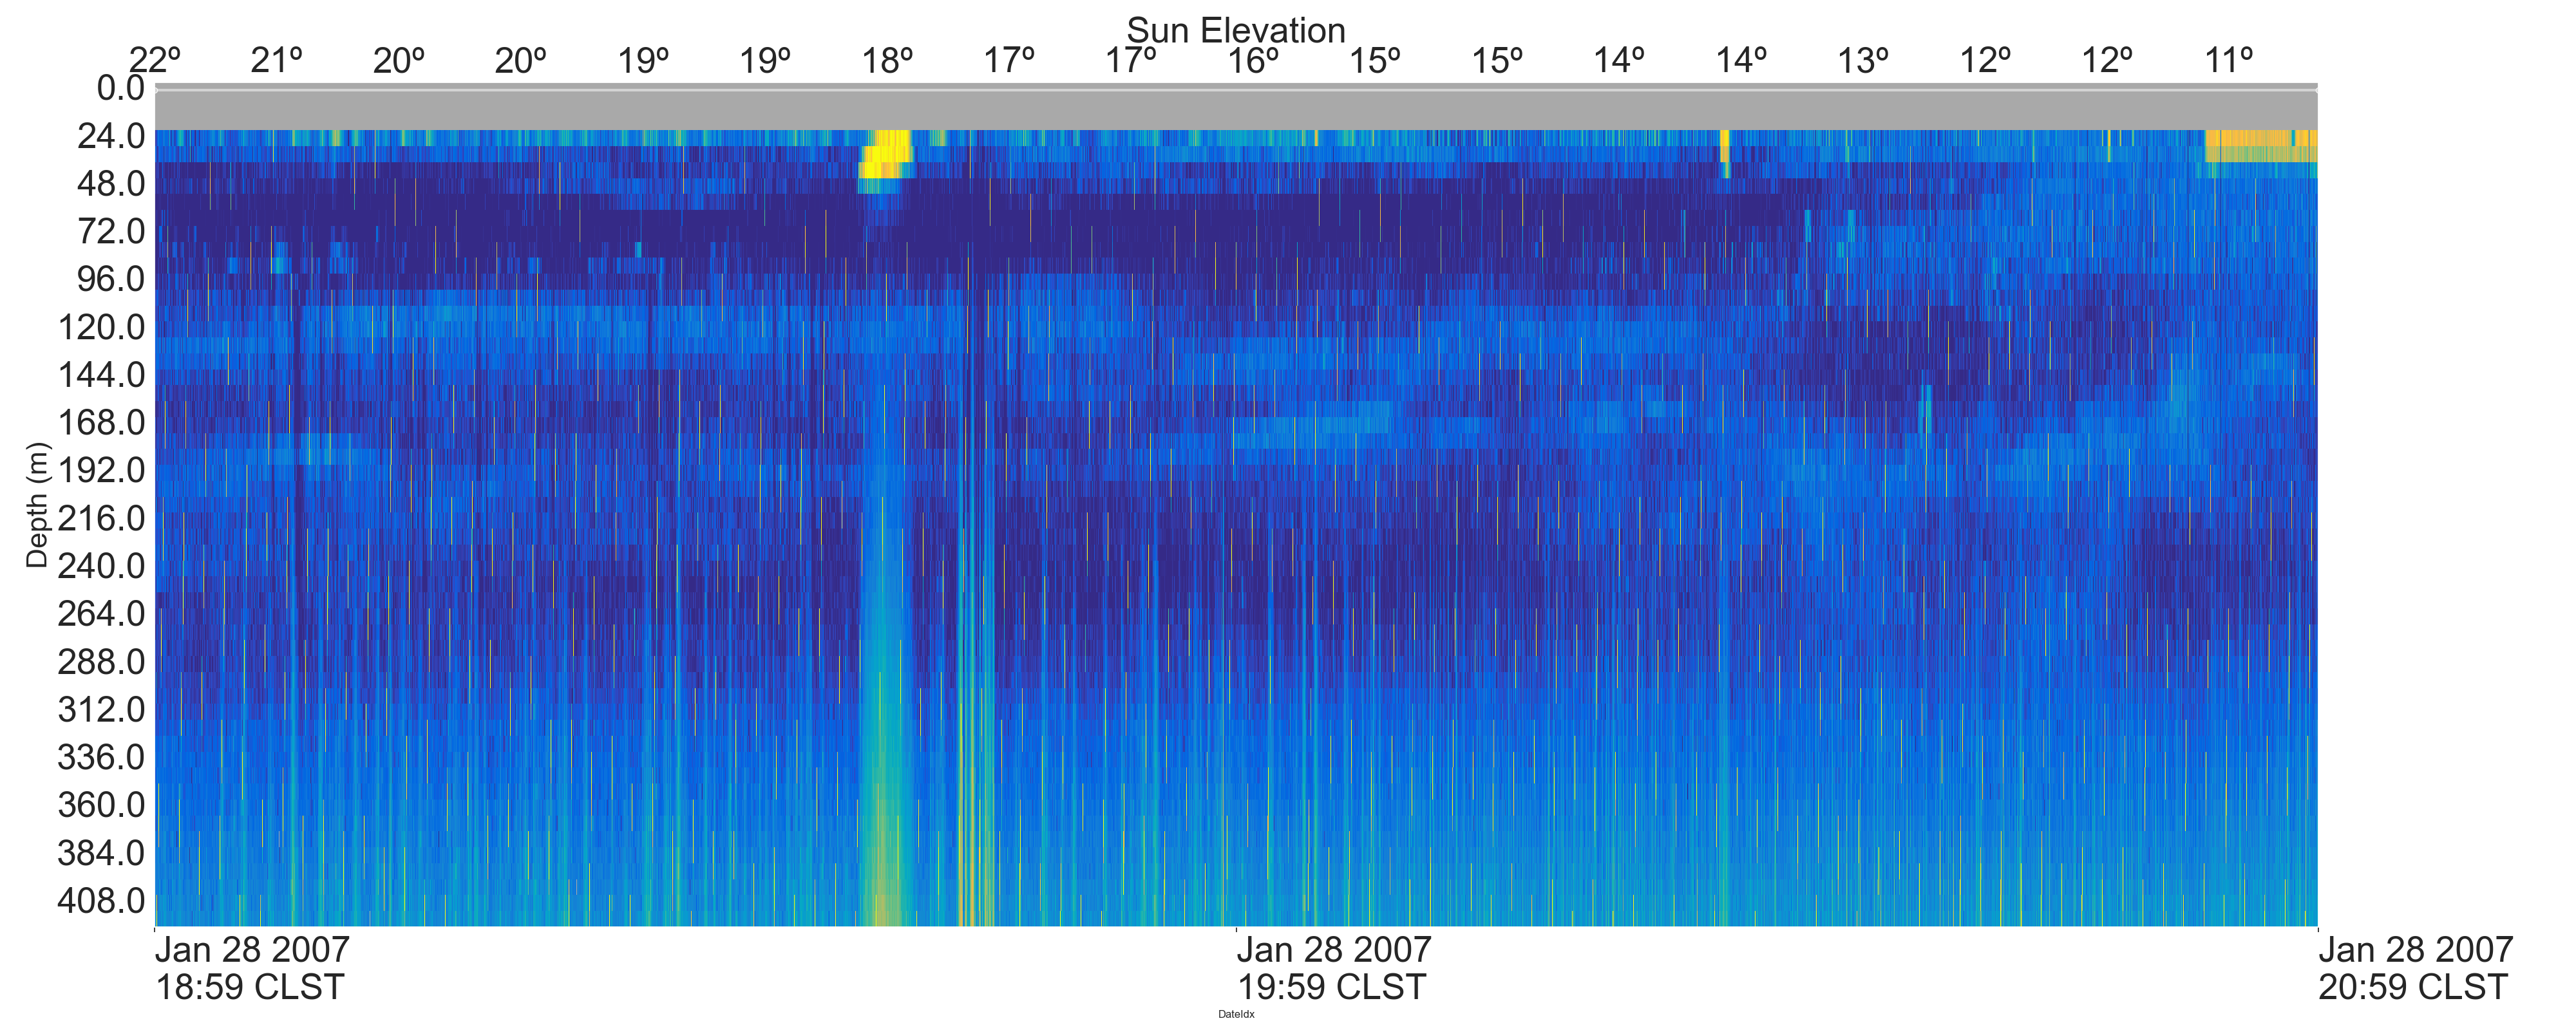 Sun Elevation
22º 21º 20º 20º 19º 19º 18º 17º 17º 16º 15º 15º 14º 14º 13º 12º 12º 11º
0.0
24.0
48.0
72.0
96.0
120.0
144.0
168.0
192.0
216.0
240.0
264.0
288.0
312.0
336.0
360.0
384.0
408.0
Depth (m)
Jan 28 2007
18:59 CLST
Jan 28 2007
19:59 CLST
Jan 28 2007
20:59 CLST
DateIdx